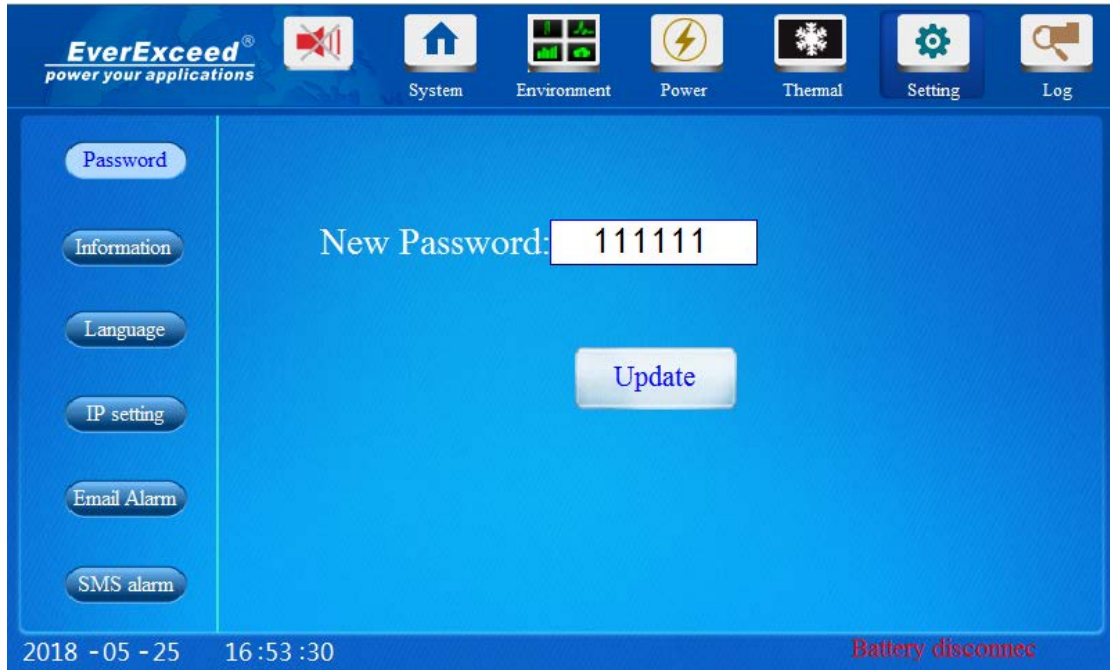 EverExceed®
power your applications
System
Environment
Power
Thermal
Setting
Log
Password
Information
Language
IP setting
Email Alarm
SMS alarm
New Password: 111111
Update
2018 -05 -25 16:53:30
Battery disconnec